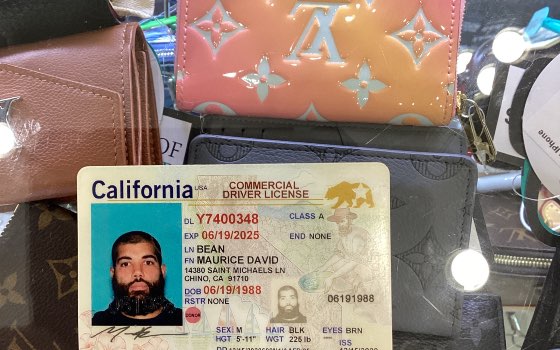 California USA COMMERCIAL
DRIVER LICENSE
DL Y7400348 CLASS A
EXP 06/19/2025 END NONE
LN BEAN
FN MAURICE DAVID
14380 SAINT MICHAELS LN
CHINO, CA 91710
DOB 06/19/1988
RSTR NONE
06191988
DONOR
SEX M HAIR BLK EYES BRN
HGT 5'-11" WGT 225 lb
ISS
OF
iPhone
LV